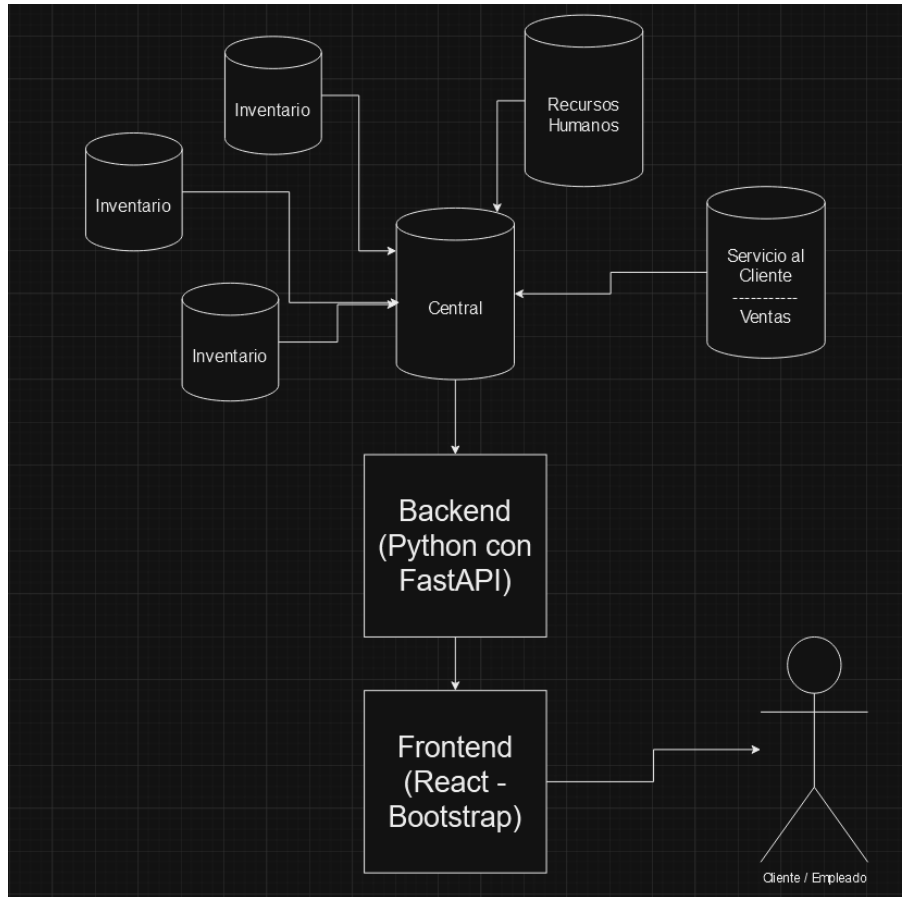 Inventario
Recursos
Humanos
Inventario
Servicio al
Cliente
-----------
Ventas
Central
Inventario
Backend
(Python con
FastAPI)
Frontend
(React -
Bootstrap)
Cliente / Empleado